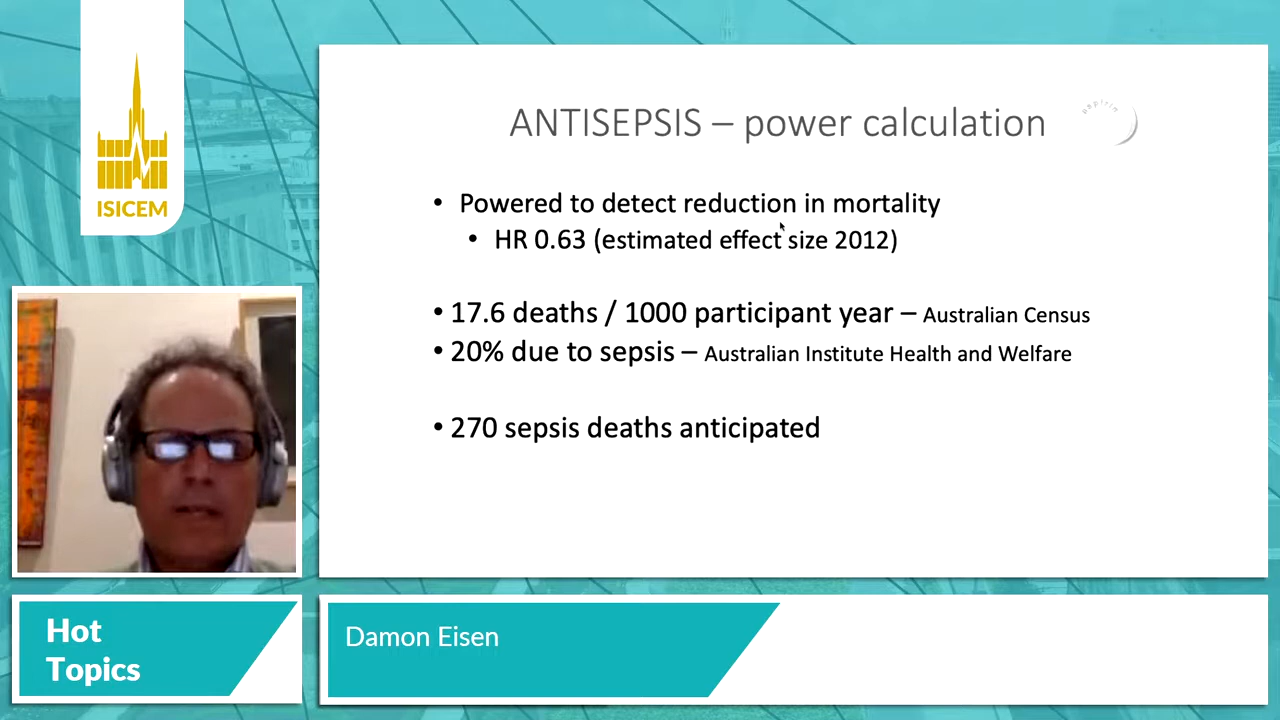 ISICEM
ANTISEPSIS – power calculation
aspirin
• Powered to detect reduction in mortality
• HR 0.63 (estimated effect size 2012)
• 17.6 deaths / 1000 participant year – Australian Census
• 20% due to sepsis – Australian Institute Health and Welfare
• 270 sepsis deaths anticipated
Hot
Topics
Damon Eisen